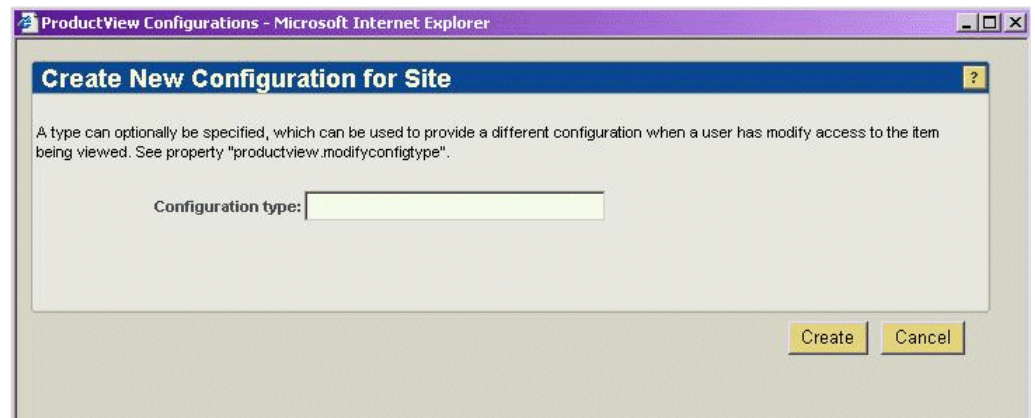 ProductView Configurations - Microsoft Internet Explorer
Create New Configuration for Site
?
A type can optionally be specified, which can be used to provide a different configuration when a user has modify access to the item
being viewed. See property "productview.modifyconfigtype".
Configuration type:
Create Cancel